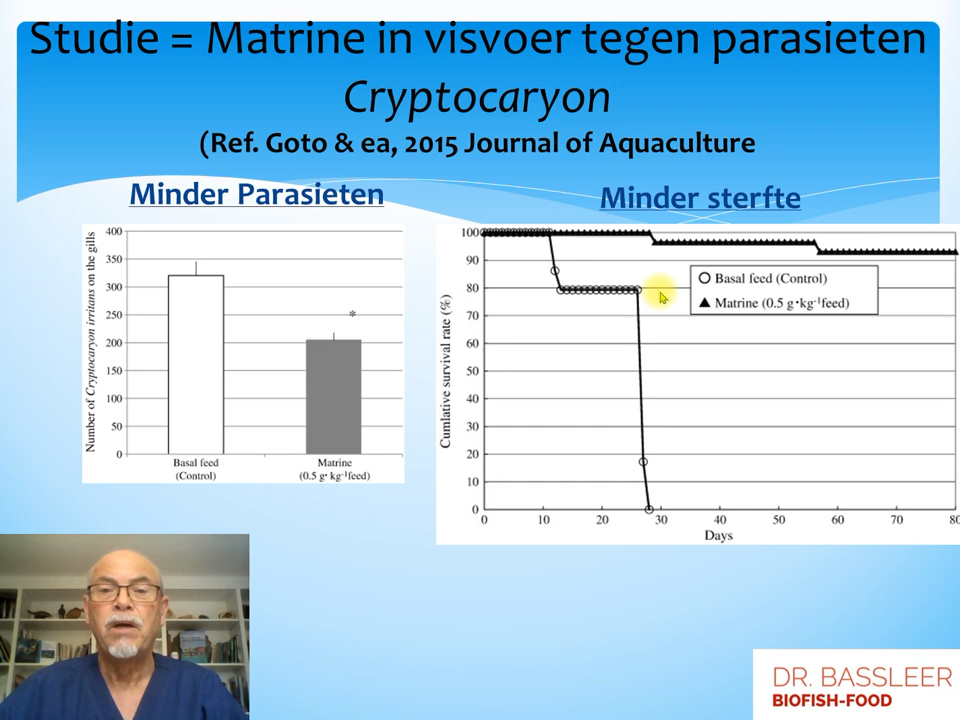 Studie = Matrine in visvoer tegen parasieten
Cryptocaryon
(Ref. Goto & ea, 2015 Journal of Aquaculture
Minder Parasieten
Minder sterfte
Number of Cryptocaryon irritans on the gills
400
350
300
250
200
150
100
50
0
*
Basal feed
(Control)
Matrine
(0.5 g·kg-1feed)
Cumlative survival rate (%)
100
90
80
70
60
50
40
30
20
10
0
Basal feed (Control)
Matrine (0.5 g·kg-1feed)
0 10 20 30 40 50 60 70 80
Days
DR. BASSLEER
BIOFISH-FOOD